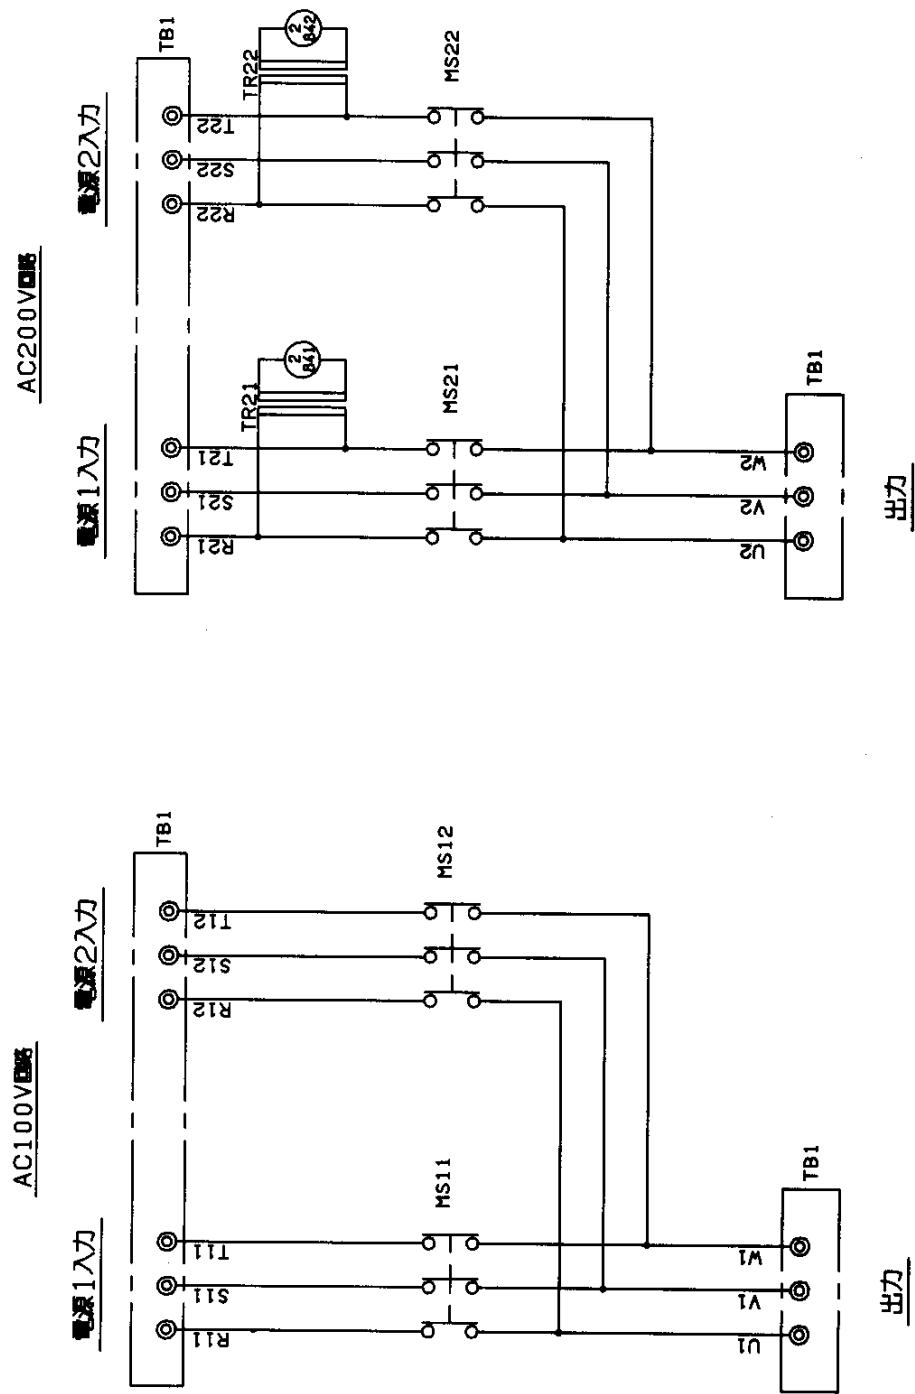 AC100V回路
電源1入力
電源2入力
TB1
R11
S11
T11
R12
S12
T12
MS11
MS12
U1
V1
W1
TB1
出力
AC200V回路
電源1入力
電源2入力
TB1
R21
S21
T21
R22
S22
T22
TR21
2
841
TR22
2
842
MS21
MS22
U2
V2
W2
TB1
出力